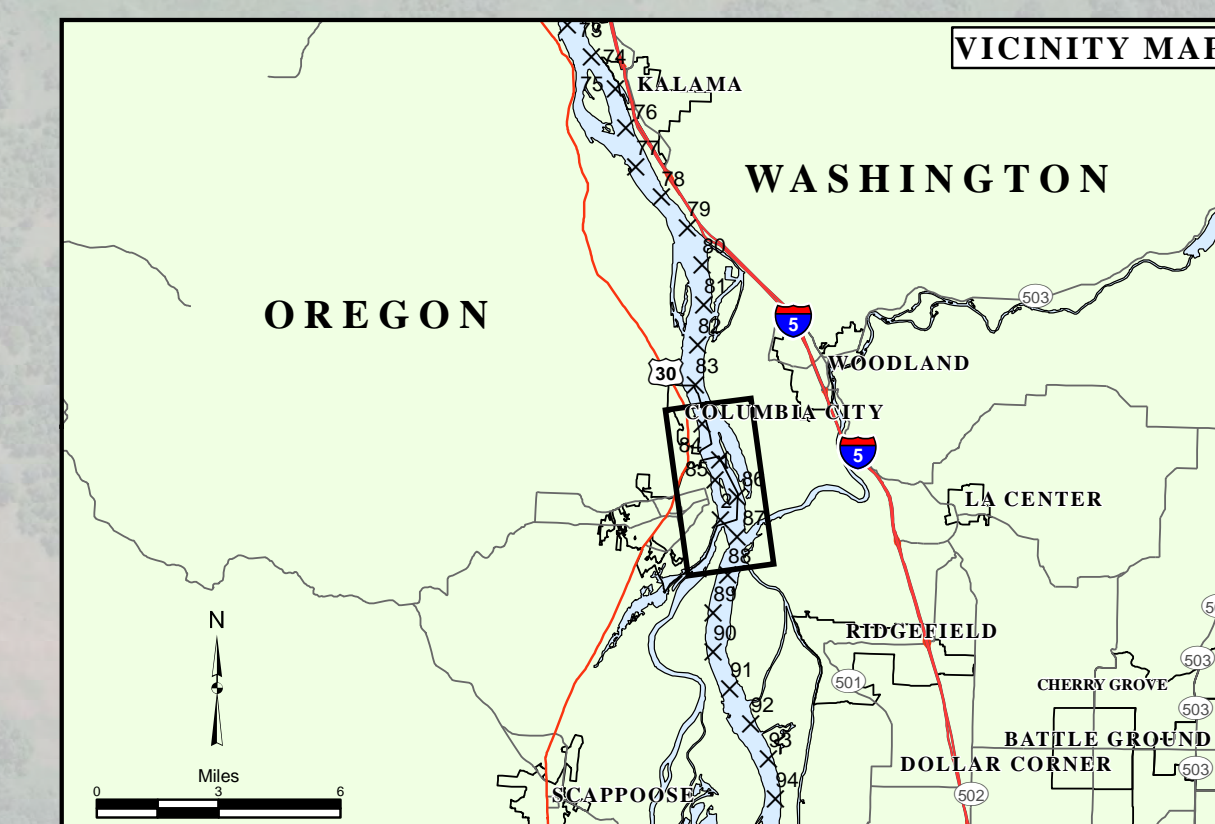 VICINITY MAP
74
75
KALAMA
76
77
WASHINGTON
78
79
80
503
81
OREGON
5
82
WOODLAND
83
30
COLUMBIA CITY
84
5
85
86
LA CENTER
2
87
88
89
N
RIDGEFIELD
90
503
91
501
CHERRY GROVE
92
503
93
BATTLE GROUND
DOLLAR CORNER
503
Miles
94
0 3 6
SCAPPOOSE
502